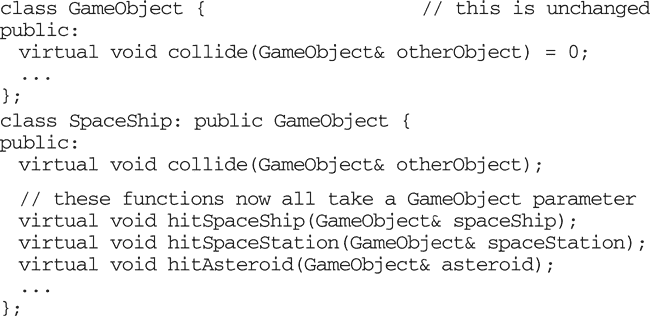 class GameObject {                   // this is unchanged
public:
  virtual void collide(GameObject& otherObject) = 0;
  ...
};
class SpaceShip: public GameObject {
public:
  virtual void collide(GameObject& otherObject);
  // these functions now all take a GameObject parameter
  virtual void hitSpaceShip(GameObject& spaceShip);
  virtual void hitSpaceStation(GameObject& spaceStation);
  virtual void hitAsteroid(GameObject& asteroid);
  ...
};